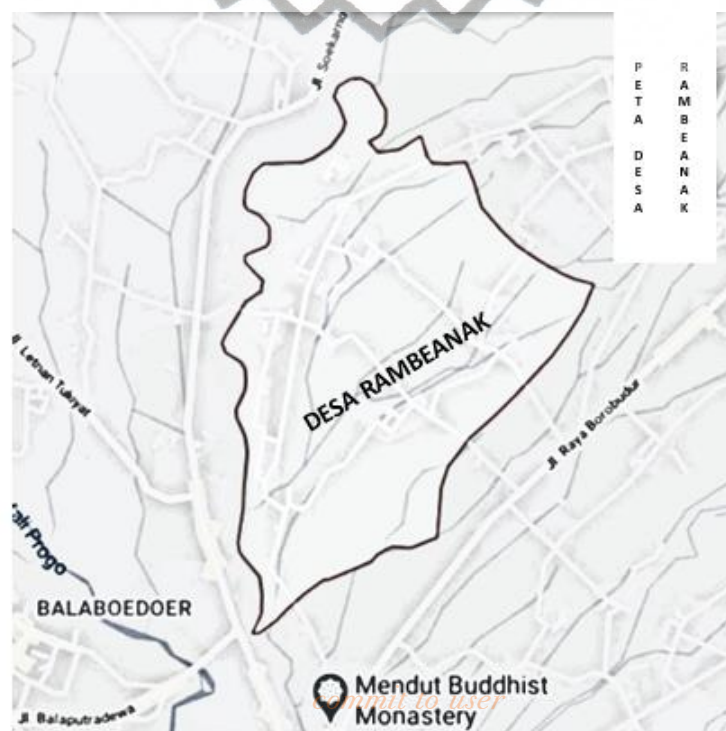 Jl. Soekarno
PETA DESA
RAMBEANAK
DESA RAMBEANAK
Jl. Letnan Tukiyat
Jl. Raya Borobudur
Kali Progo
BALABOEDOER
Mendut Buddhist
Monastery
commit to user
Jl. Balaputradewa